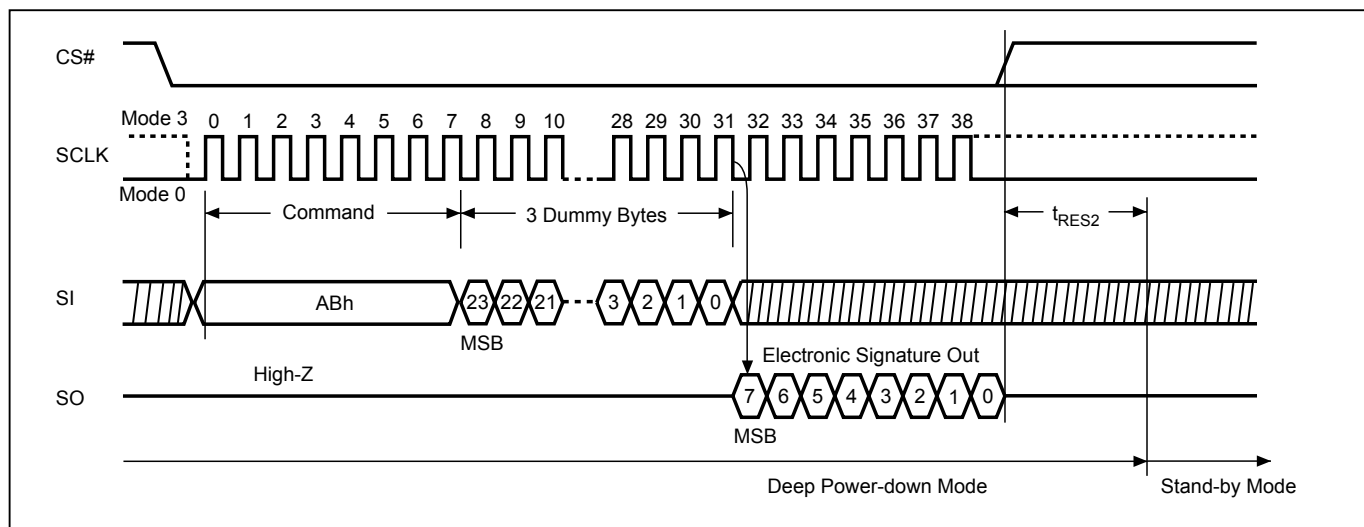 CS#
Mode 3
0 1 2 3 4 5 6 7 8 9 10 28 29 30 31 32 33 34 35 36 37 38
SCLK
Mode 0
Command
3 Dummy Bytes
tRES2
SI
ABh
23 22 21 3 2 1 0
MSB
Electronic Signature Out
High-Z
SO
7 6 5 4 3 2 1 0
MSB
Deep Power-down Mode
Stand-by Mode